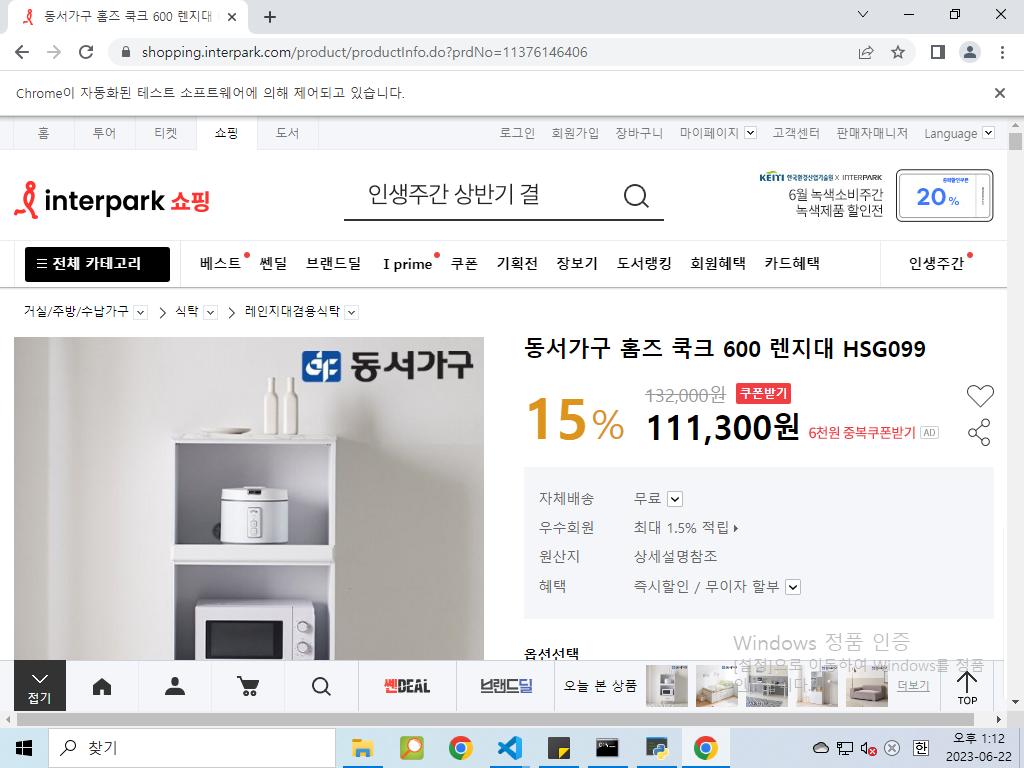 동서가구 홈즈 쿡크 600 렌지대
shopping.interpark.com/product/productInfo.do?prdNo=11376146406
Chrome이 자동화된 테스트 소프트웨어에 의해 제어되고 있습니다.
홈 투어 티켓 쇼핑 도서 로그인 회원가입 장바구니 마이페이지 고객센터 판매자매니저 Language
interpark 쇼핑
인생주간 상반기 결
KEITI 한국환경산업기술원 X INTERPARK
6월 녹색소비주간
녹색제품 할인전
중복할인쿠폰
20%
전체 카테고리 베스트 쎈딜 브랜드딜 I prime 쿠폰 기획전 장보기 도서랭킹 회원혜택 카드혜택 인생주간
거실/주방/수납가구 식탁 레인지대겸용식탁
동서가구
동서가구 홈즈 쿡크 600 렌지대 HSG099
15%
132,000원 쿠폰받기
111,300원 6천원 중복쿠폰받기 AD
자체배송 무료
우수회원 최대 1.5% 적립
원산지 상세설명참조
혜택 즉시할인 / 무이자 할부
옵션선택
Windows 정품 인증
[설정]으로 이동하여 Windows를 정품
접기
쎈DEAL 브랜드딜 오늘 본 상품 더보기 TOP
찾기
한
오후 1:12
2023-06-22